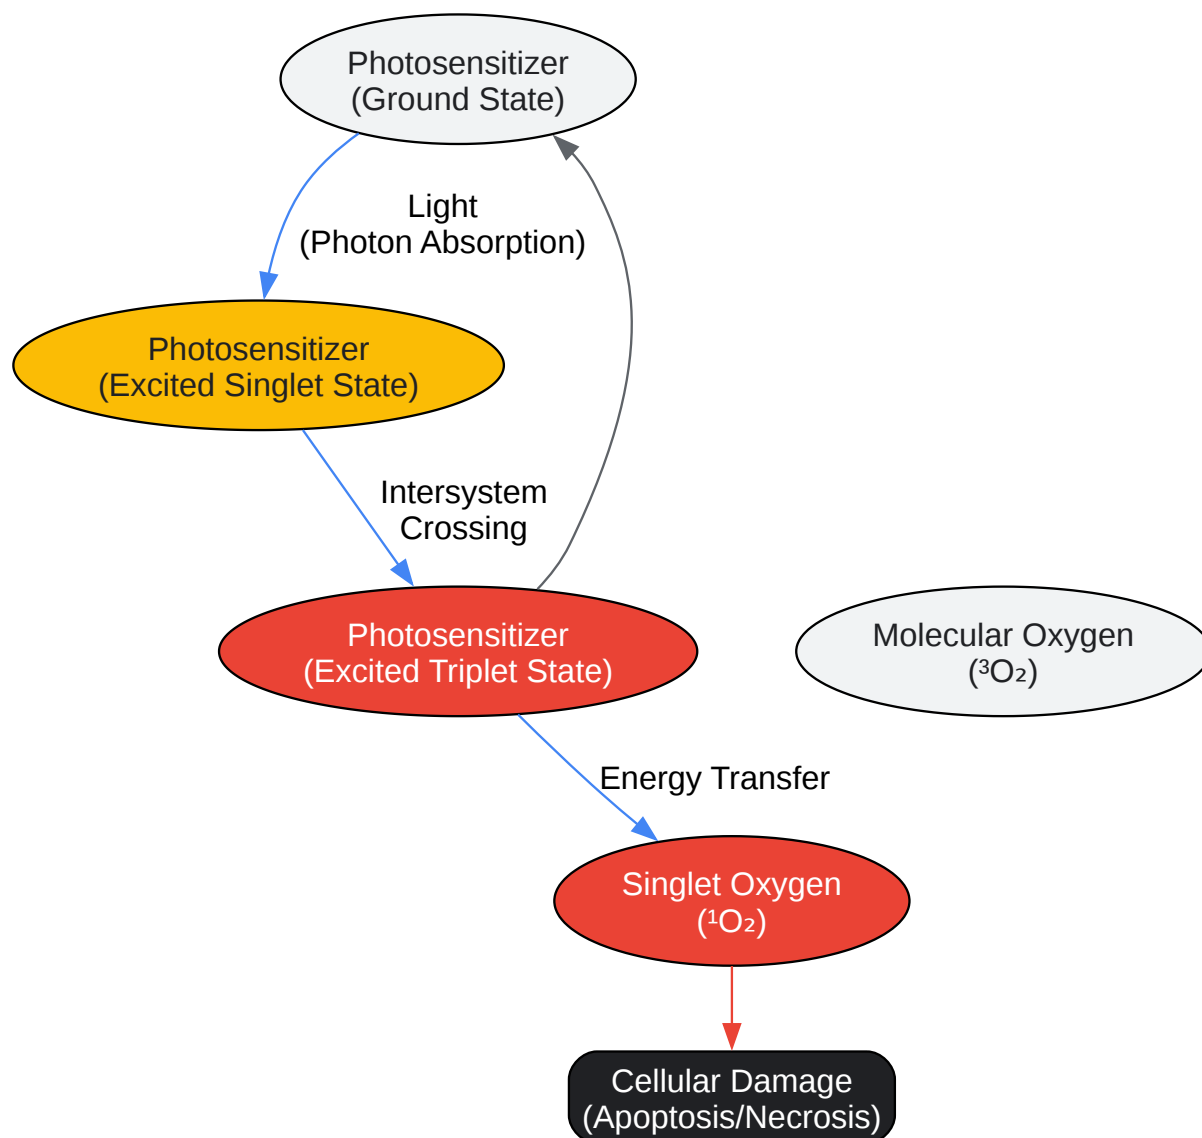 Photosensitizer
(Ground State)
Light
(Photon Absorption)
Photosensitizer
(Excited Singlet State)
Intersystem
Crossing
Photosensitizer
(Excited Triplet State)
Molecular Oxygen
(³O₂)
Energy Transfer
Singlet Oxygen
(¹O₂)
Cellular Damage
(Apoptosis/Necrosis)